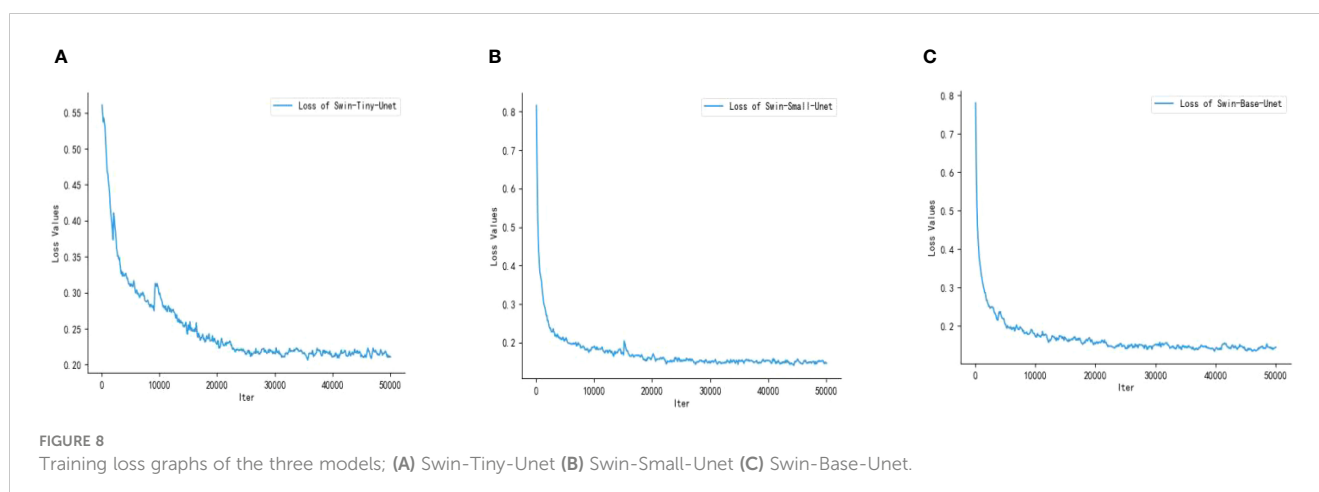 A
B
C
Loss of Swin-Tiny-Unet
0.55
0.50
0.45
0.40
0.35
0.30
0.25
0.20
Loss Values
0
10000
20000
30000
40000
50000
Iter
Loss of Swin-Small-Unet
0.8
0.7
0.6
0.5
0.4
0.3
0.2
Loss Values
0
10000
20000
30000
40000
50000
Iter
Loss of Swin-Base-Unet
0.8
0.7
0.6
0.5
0.4
0.3
0.2
Loss Values
0
10000
20000
30000
40000
50000
Iter
FIGURE 8
Training loss graphs of the three models; (A) Swin-Tiny-Unet (B) Swin-Small-Unet (C) Swin-Base-Unet.